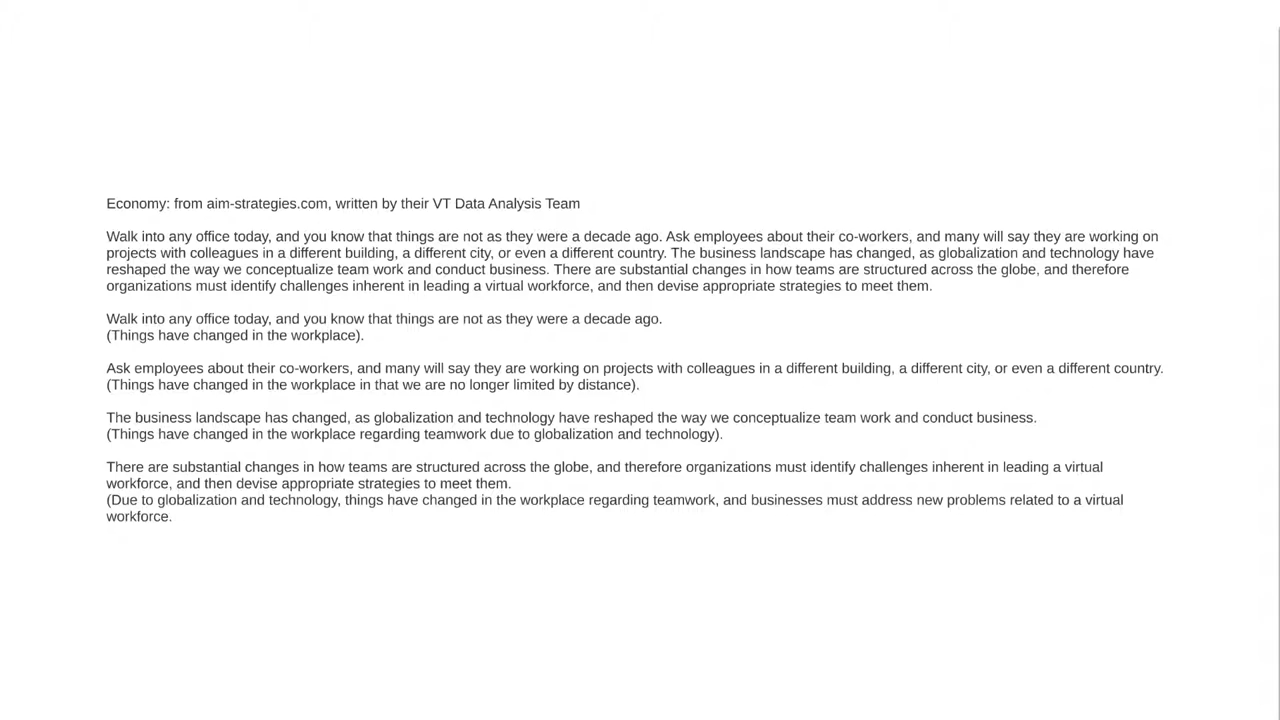 Economy: from aim-strategies.com, written by their VT Data Analysis Team
Walk into any office today, and you know that things are not as they were a decade ago. Ask employees about their co-workers, and many will say they are working on
projects with colleagues in a different building, a different city, or even a different country. The business landscape has changed, as globalization and technology have
reshaped the way we conceptualize team work and conduct business. There are substantial changes in how teams are structured across the globe, and therefore
organizations must identify challenges inherent in leading a virtual workforce, and then devise appropriate strategies to meet them.
Walk into any office today, and you know that things are not as they were a decade ago.
(Things have changed in the workplace).
Ask employees about their co-workers, and many will say they are working on projects with colleagues in a different building, a different city, or even a different country.
(Things have changed in the workplace in that we are no longer limited by distance).
The business landscape has changed, as globalization and technology have reshaped the way we conceptualize team work and conduct business.
(Things have changed in the workplace regarding teamwork due to globalization and technology).
There are substantial changes in how teams are structured across the globe, and therefore organizations must identify challenges inherent in leading a virtual
workforce, and then devise appropriate strategies to meet them.
(Due to globalization and technology, things have changed in the workplace regarding teamwork, and businesses must address new problems related to a virtual
workforce.